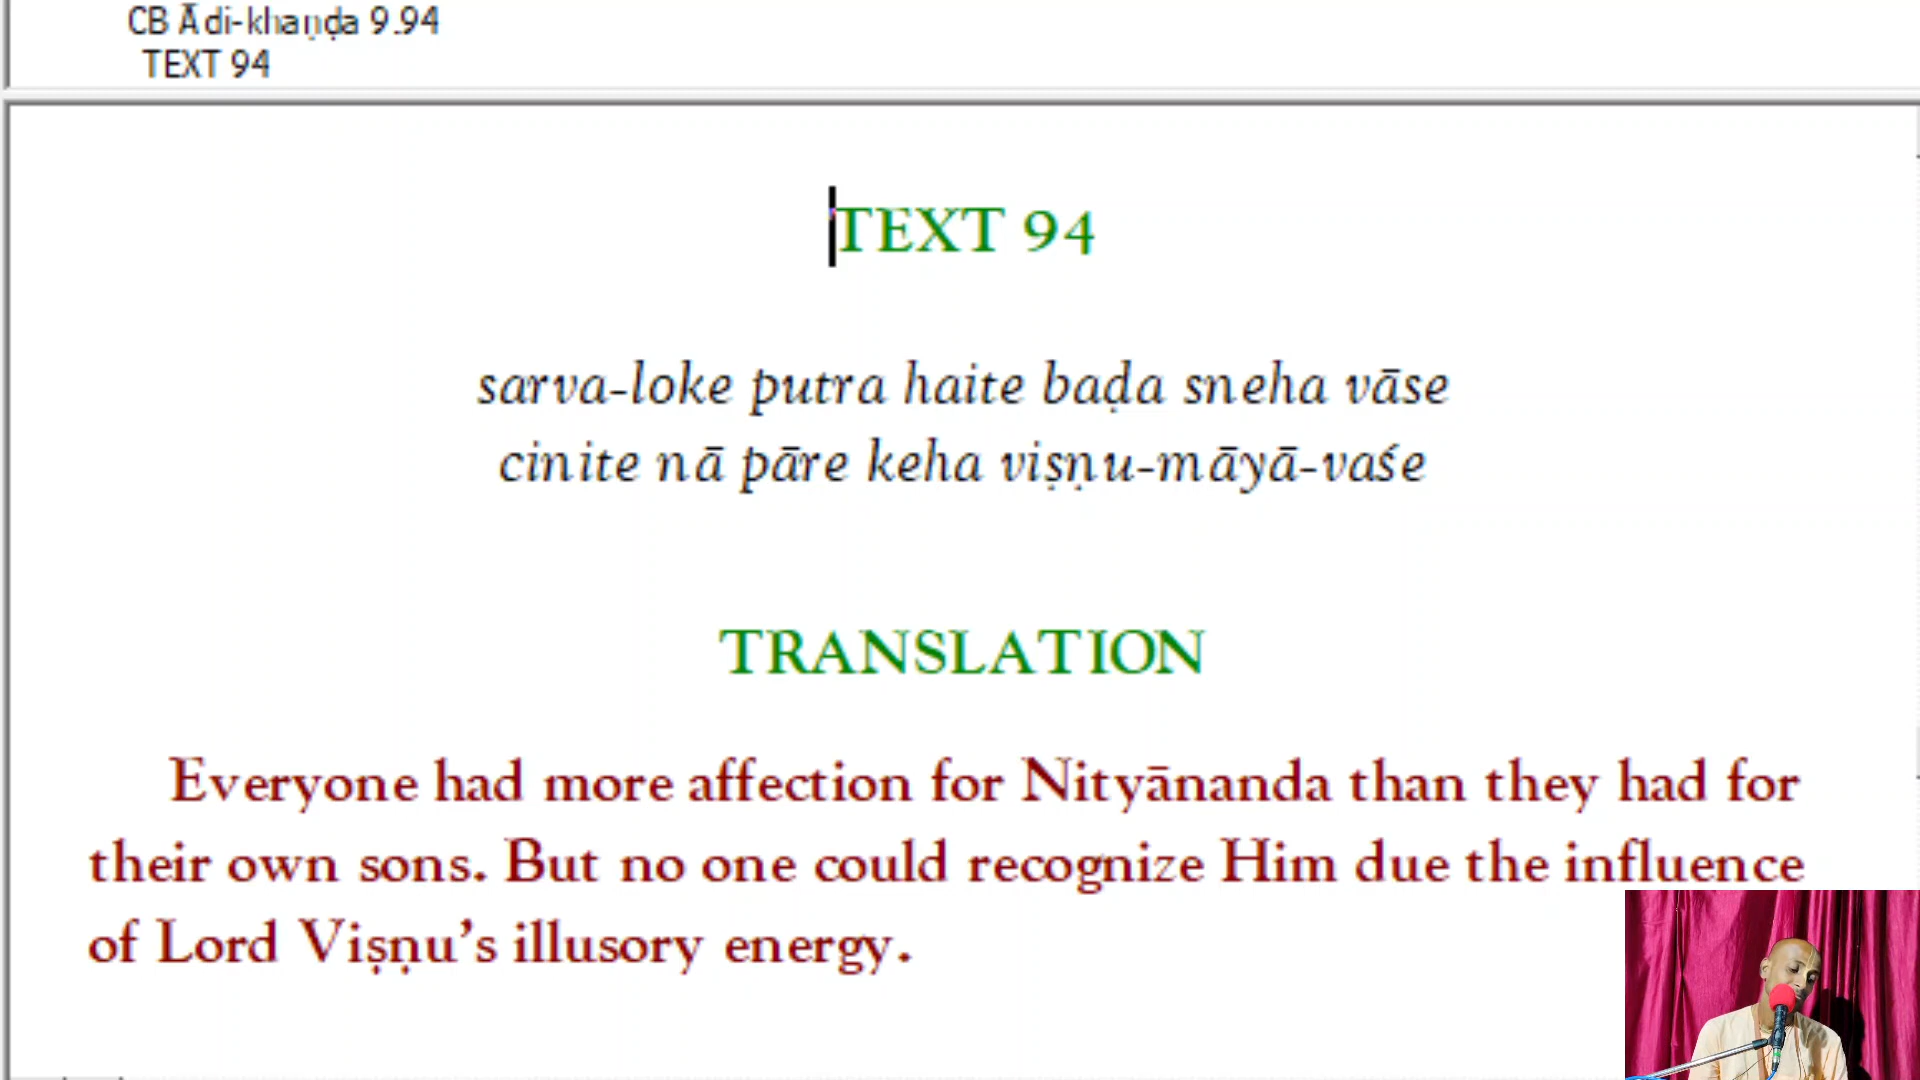 CB Ādi-khaṇḍa 9.94
TEXT 94
TEXT 94
sarva-loke putra haite baḍa sneha vāse
cinite nā pāre keha viṣṇu-māyā-vaśe
TRANSLATION
Everyone had more affection for Nityānanda than they had for
their own sons. But no one could recognize Him due the influence
of Lord Viṣṇu’s illusory energy.